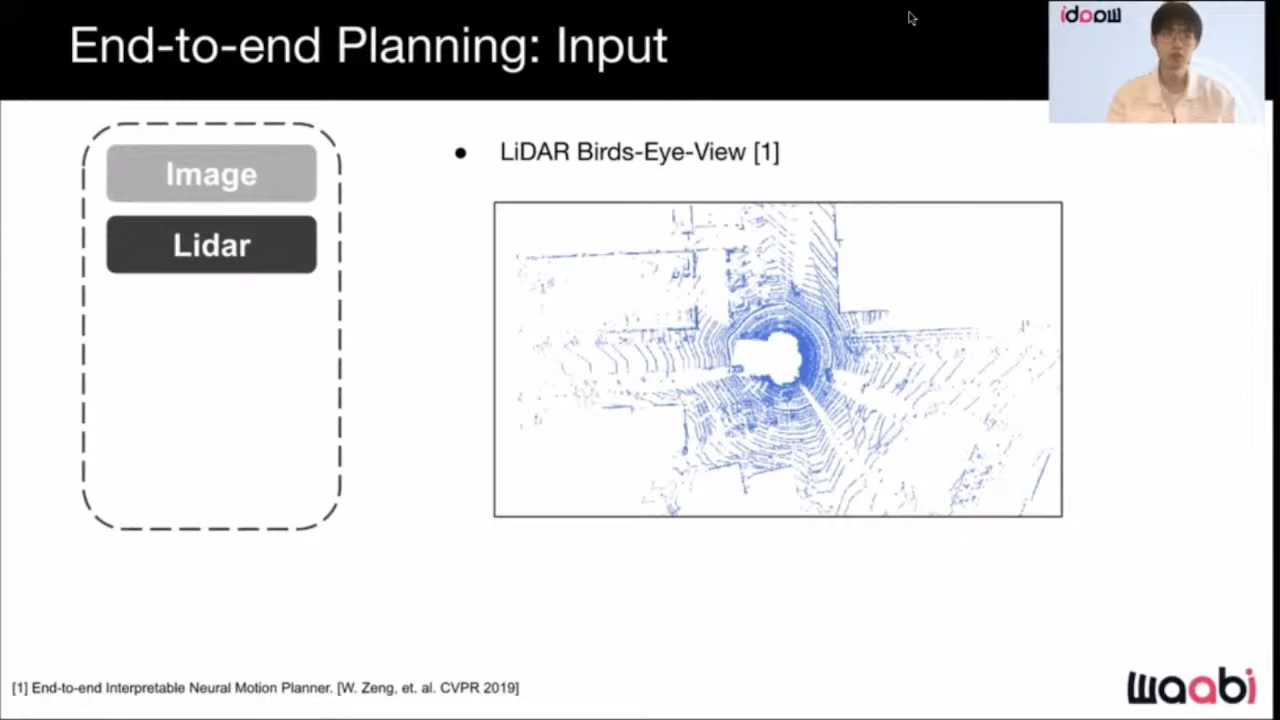 End-to-end Planning: Input
waabi
Image
Lidar
● LiDAR Birds-Eye-View [1]
[1] End-to-end Interpretable Neural Motion Planner. [W. Zeng, et. al. CVPR 2019]
waabi